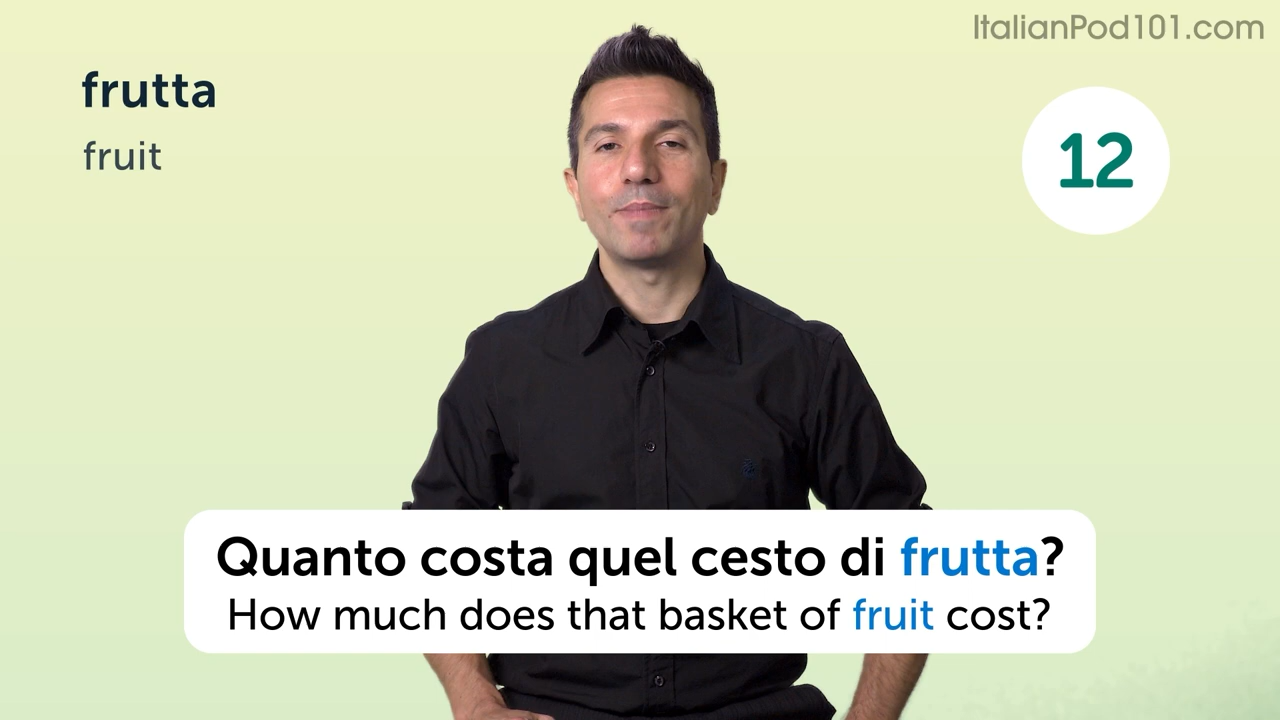 ItalianPod101.com
frutta
fruit
12
Quanto costa quel cesto di frutta?
How much does that basket of fruit cost?